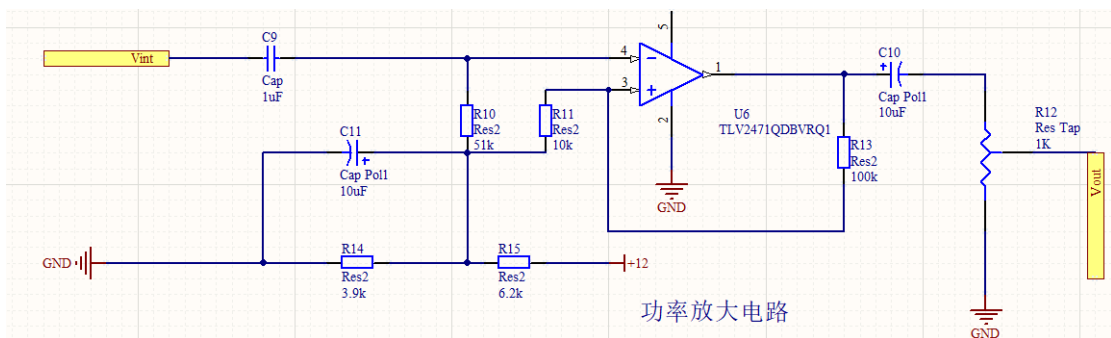 Vint
C9
Cap
1uF
R10
Res2
51k
R11
Res2
10k
C11
Cap Pol1
10uF
GND
R14
Res2
3.9k
R15
Res2
6.2k
+12
5
4
3
1
2
GND
U6
TLV2471QDBVRQ1
R13
Res2
100k
C10
Cap Pol1
10uF
R12
Res Tap
1K
Vout
GND
功率放大电路